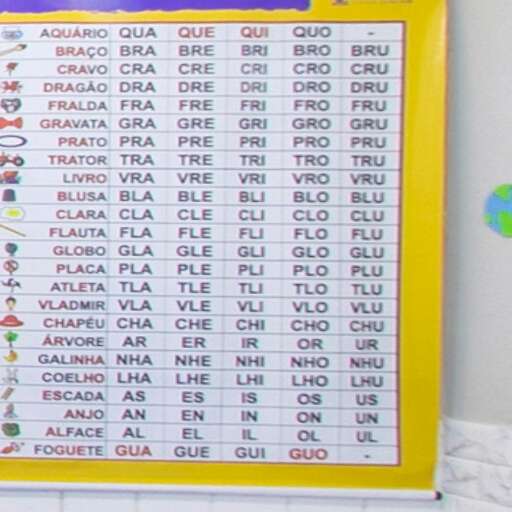 AQUÁRIO QUA QUE QUI QUO -
BRAÇO BRA BRE BRI BRO BRU
CRAVO CRA CRE CRI CRO CRU
DRAGÃO DRA DRE DRI DRO DRU
FRALDA FRA FRE FRI FRO FRU
GRAVATA GRA GRE GRI GRO GRU
PRATO PRA PRE PRI PRO PRU
TRATOR TRA TRE TRI TRO TRU
LIVRO VRA VRE VRI VRO VRU
BLUSA BLA BLE BLI BLO BLU
CLARA CLA CLE CLI CLO CLU
FLAUTA FLA FLE FLI FLO FLU
GLOBO GLA GLE GLI GLO GLU
PLACA PLA PLE PLI PLO PLU
ATLETA TLA TLE TLI TLO TLU
VLADMIR VLA VLE VLI VLO VLU
CHAPÉU CHA CHE CHI CHO CHU
ÁRVORE AR ER IR OR UR
GALINHA NHA NHE NHI NHO NHU
COELHO LHA LHE LHI LHO LHU
ESCADA AS ES IS OS US
ANJO AN EN IN ON UN
ALFACE AL EL IL OL UL
FOGUETE GUA GUE GUI GUO -